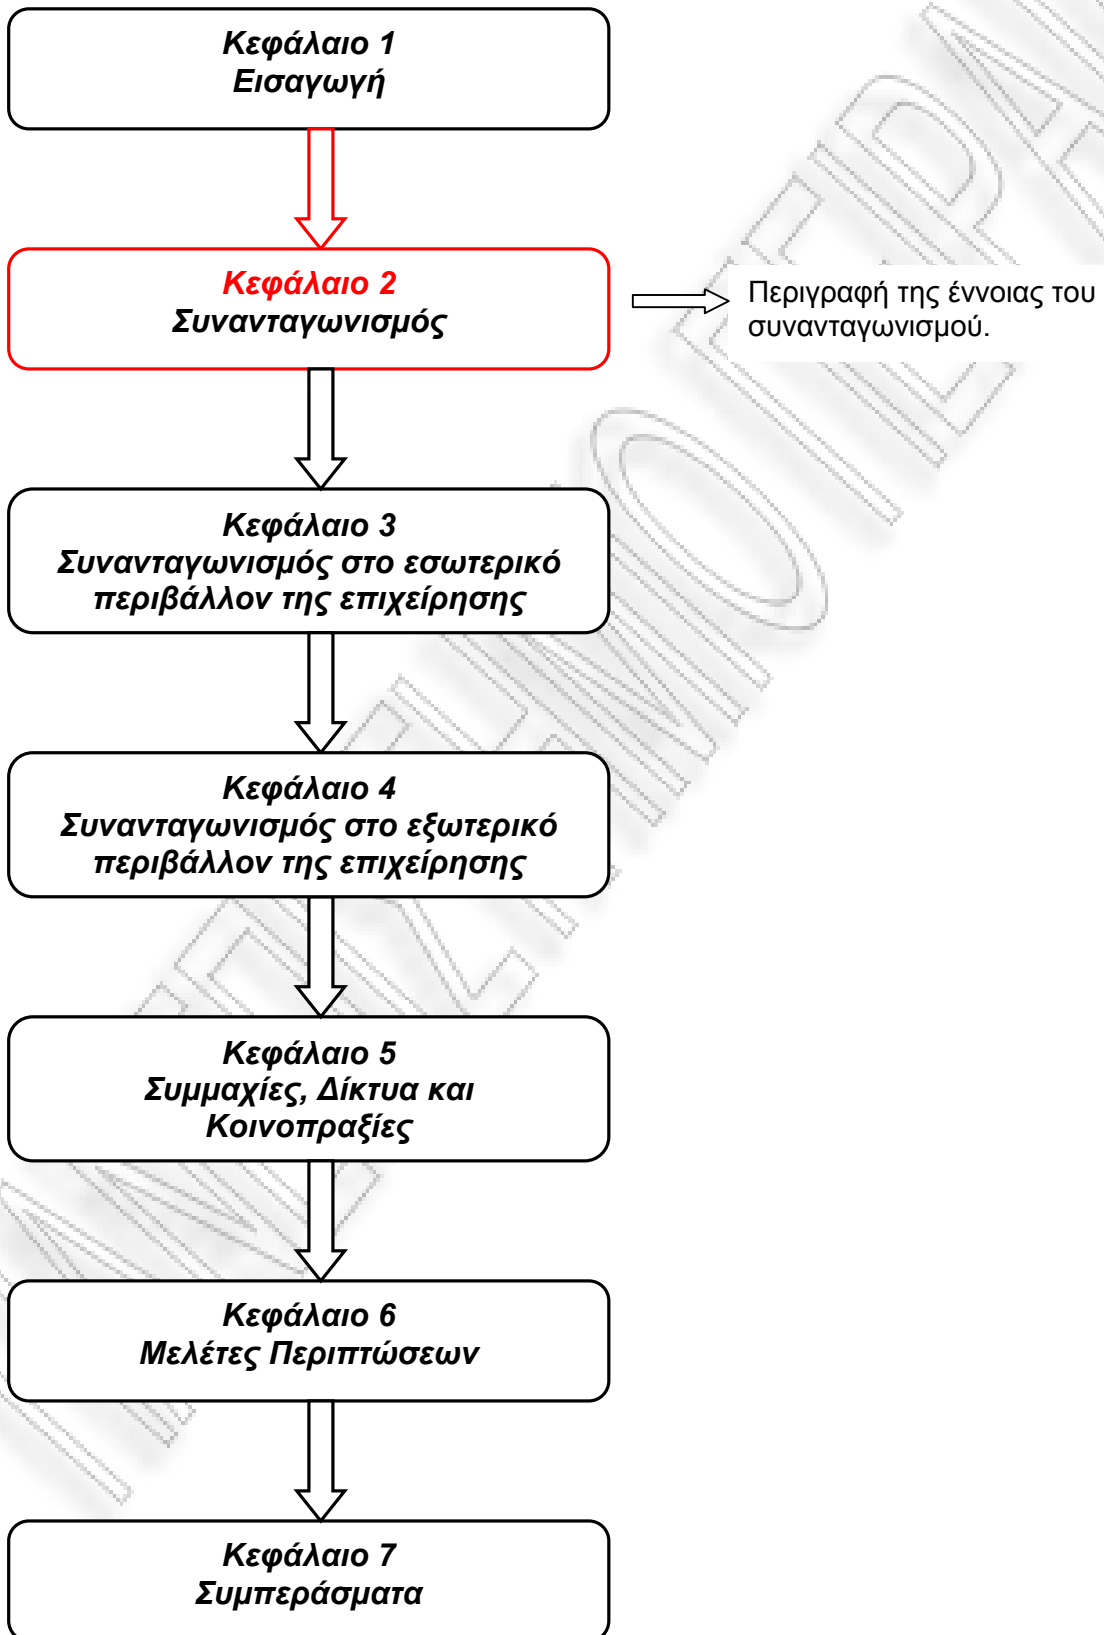 Κεφάλαιο 1
Εισαγωγή
Κεφάλαιο 2
Συνανταγωνισμός
Περιγραφή της έννοιας του
συνανταγωνισμού.
Κεφάλαιο 3
Συνανταγωνισμός στο εσωτερικό
περιβάλλον της επιχείρησης
Κεφάλαιο 4
Συνανταγωνισμός στο εξωτερικό
περιβάλλον της επιχείρησης
Κεφάλαιο 5
Συμμαχίες, Δίκτυα και
Κοινοπραξίες
Κεφάλαιο 6
Μελέτες Περιπτώσεων
Κεφάλαιο 7
Συμπεράσματα